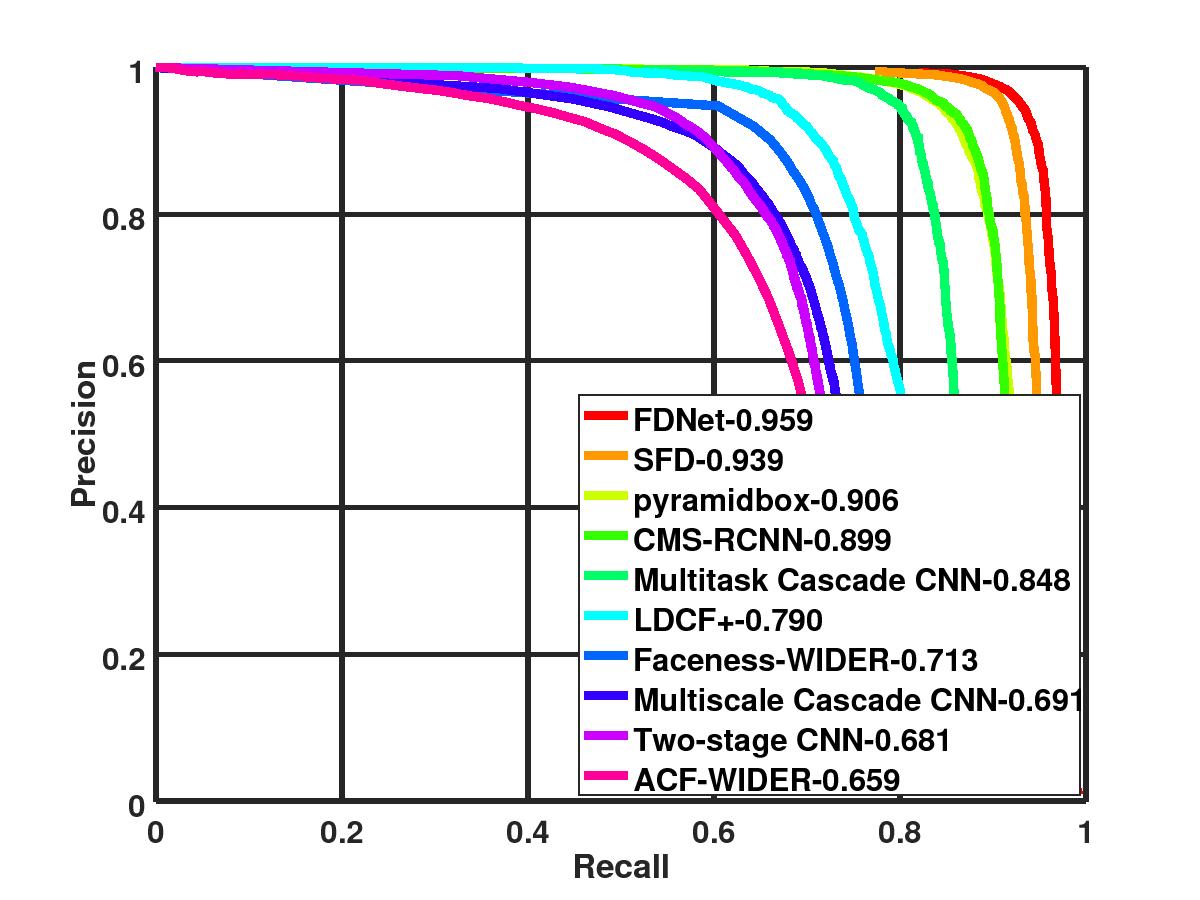 1
0.8
0.6
0.4
0.2
0
Precision
FDNet-0.959
SFD-0.939
pyramidbox-0.906
CMS-RCNN-0.899
Multitask Cascade CNN-0.848
LDCF+-0.790
Faceness-WIDER-0.713
Multiscale Cascade CNN-0.691
Two-stage CNN-0.681
ACF-WIDER-0.659
0 0.2 0.4 0.6 0.8 1
Recall